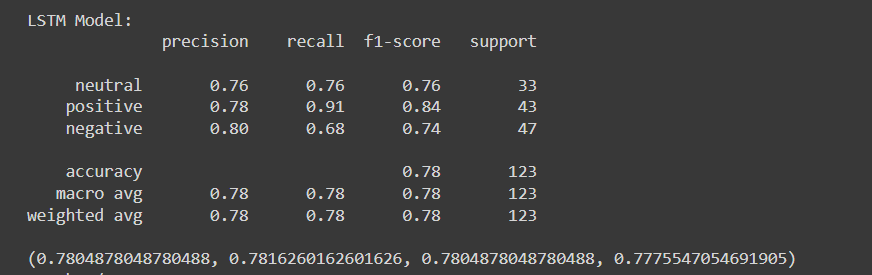 LSTM Model:
precision recall f1-score support
neutral 0.76 0.76 0.76 33
positive 0.78 0.91 0.84 43
negative 0.80 0.68 0.74 47
accuracy 0.78 123
macro avg 0.78 0.78 0.78 123
weighted avg 0.78 0.78 0.78 123
(0.7804878048780488, 0.7816260162601626, 0.7804878048780488, 0.7775547054691905)